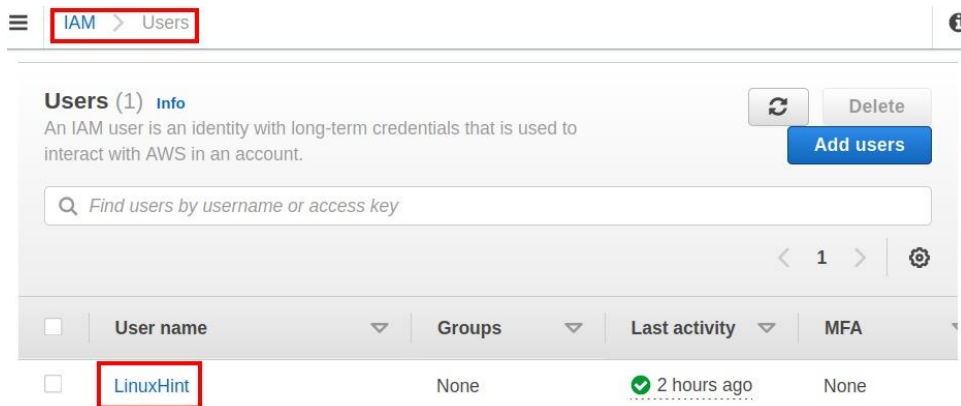 IAM > Users
Users (1) Info
Delete
An IAM user is an identity with long-term credentials that is used to
interact with AWS in an account.
Add users
Find users by username or access key
< 1 >
User name Groups Last activity MFA
LinuxHint None 2 hours ago None